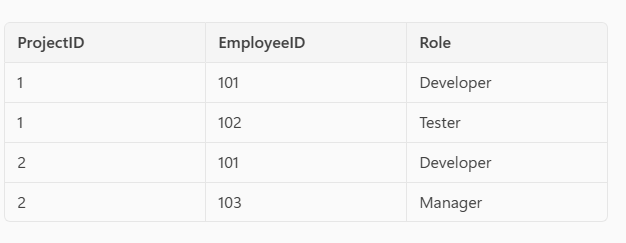 ProjectID EmployeeID Role
1 101 Developer
1 102 Tester
2 101 Developer
2 103 Manager